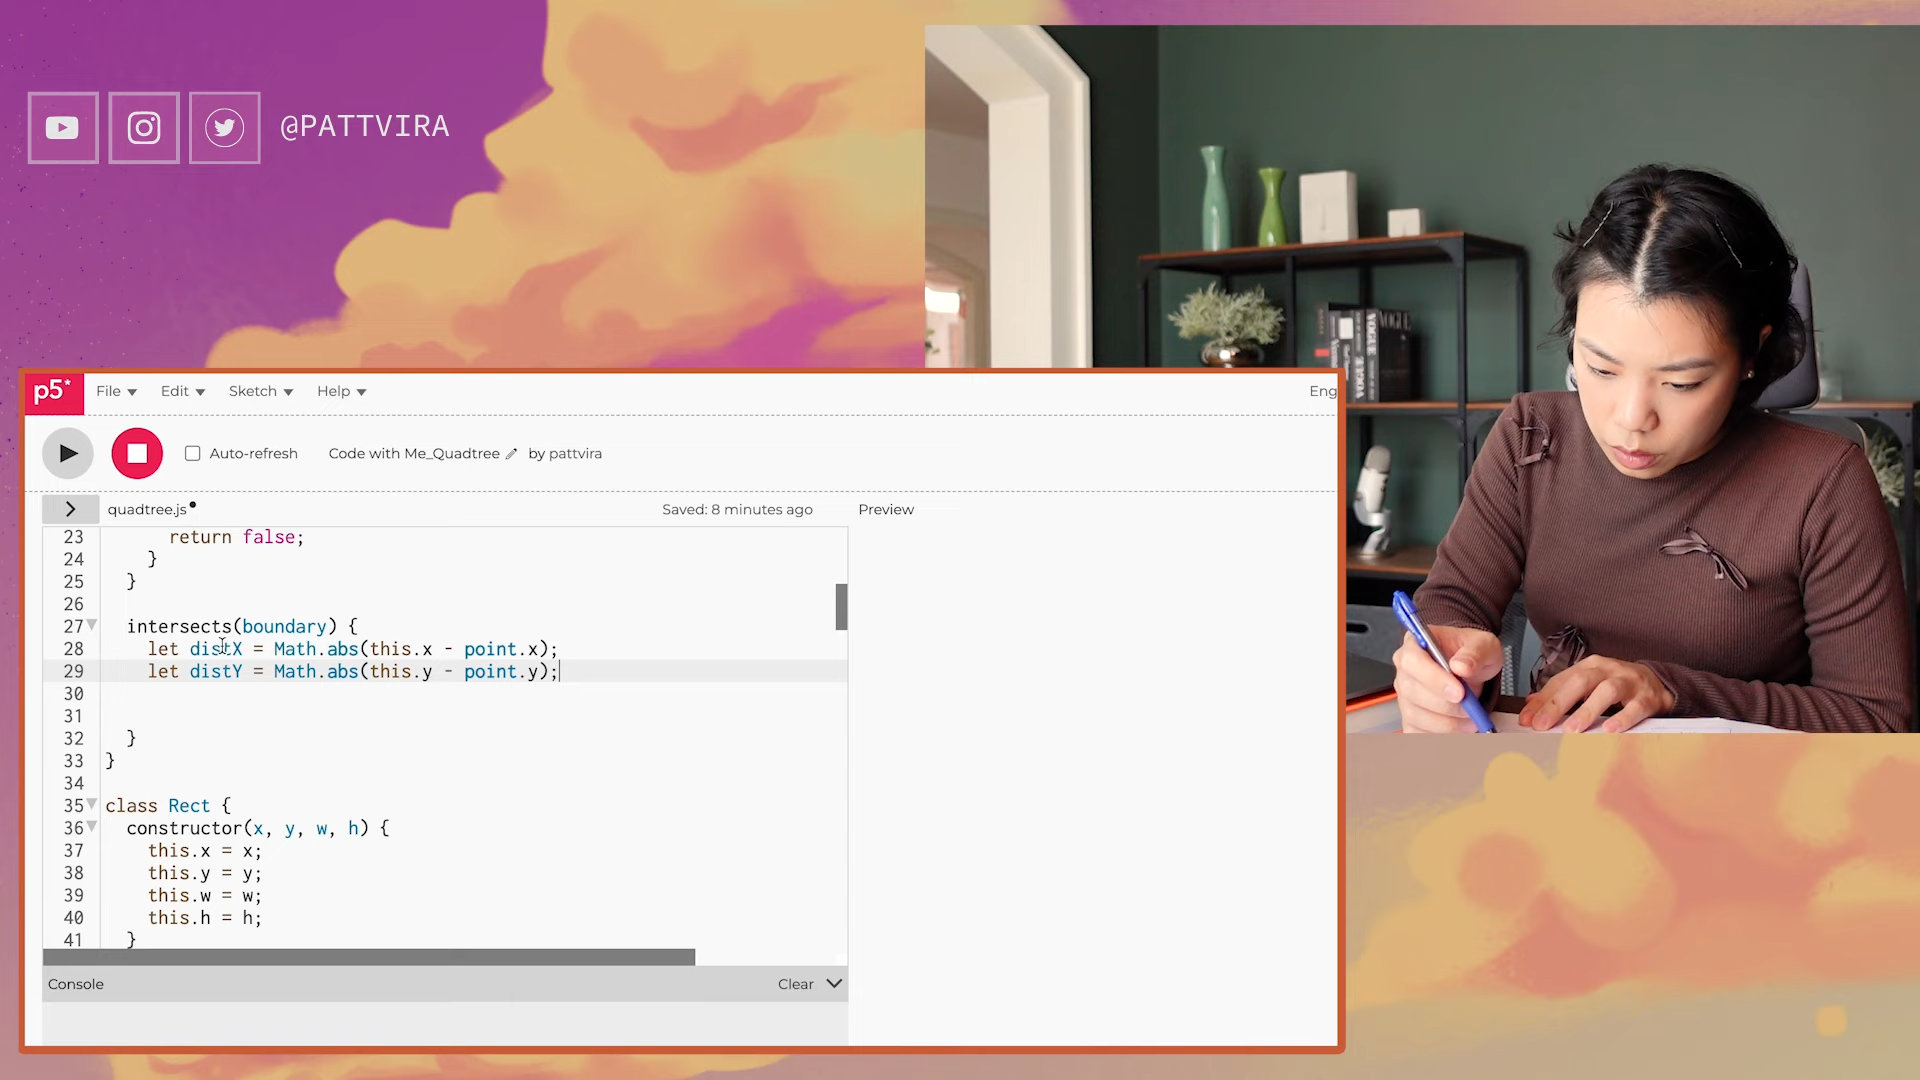 @PATTVIRA
VOGUE
VOGUE
p5*
File Edit Sketch Help
Eng
Auto-refresh Code with Me_Quadtree by pattvira
quadtree.js Saved: 8 minutes ago Preview
23 return false;
24 }
25 }
26
27 intersects(boundary) {
28 let distX = Math.abs(this.x - point.x);
29 let distY = Math.abs(this.y - point.y);
30
31
32 }
33 }
34
35 class Rect {
36 constructor(x, y, w, h) {
37 this.x = x;
38 this.y = y;
39 this.w = w;
40 this.h = h;
41 }
Console Clear